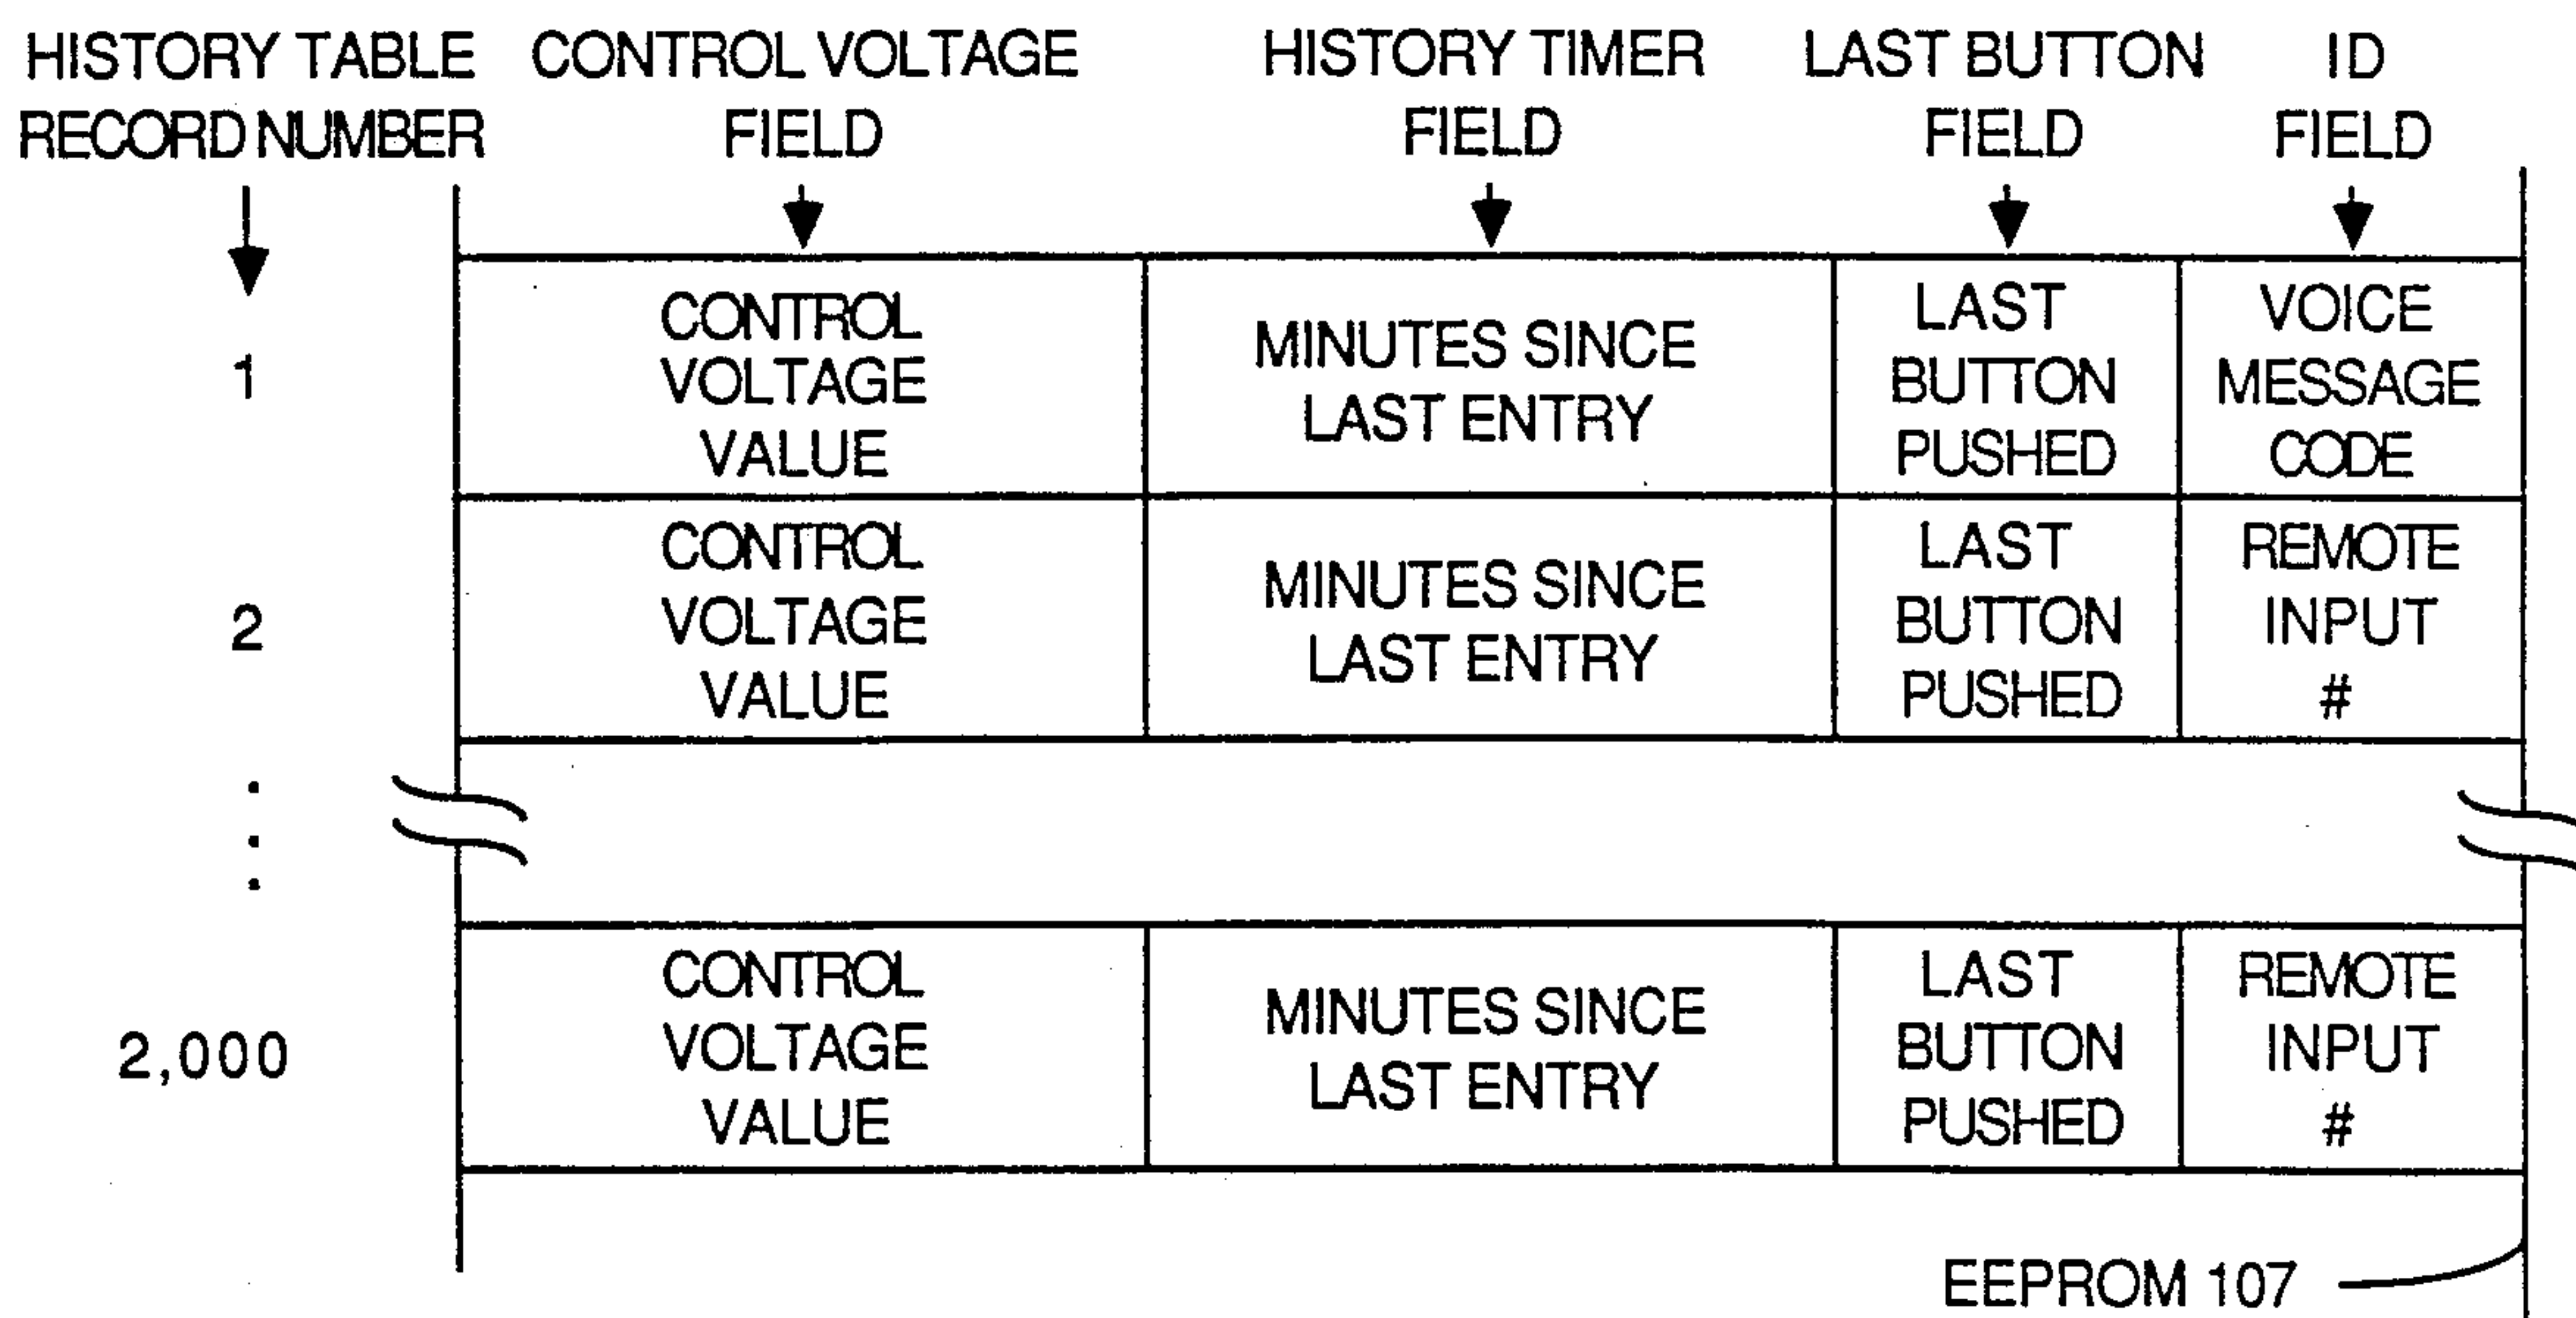 HISTORY TABLE CONTROL VOLTAGE HISTORY TIMER LAST BUTTON ID
RECORD NUMBER FIELD FIELD FIELD FIELD
CONTROL VOLTAGE VALUE MINUTES SINCE LAST ENTRY LAST BUTTON PUSHED VOICE MESSAGE CODE
1
CONTROL VOLTAGE VALUE MINUTES SINCE LAST ENTRY LAST BUTTON PUSHED REMOTE INPUT #
2
CONTROL VOLTAGE VALUE MINUTES SINCE LAST ENTRY LAST BUTTON PUSHED REMOTE INPUT #
2,000
EEPROM 107